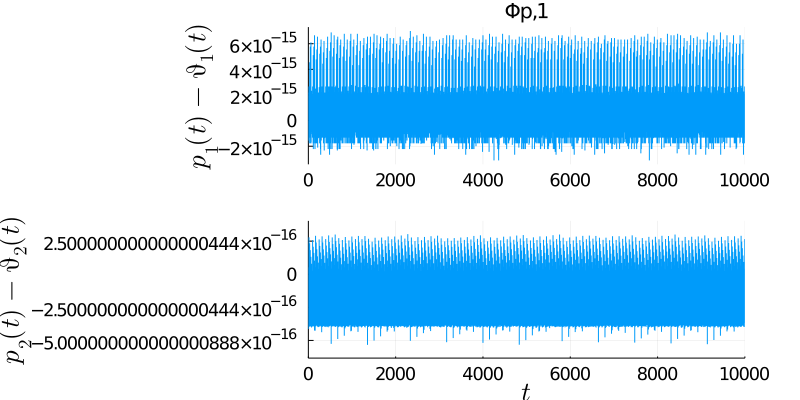 Φp,1
p₁(t) − ϑ₁(t)
6×10⁻¹⁵
4×10⁻¹⁵
2×10⁻¹⁵
0
−2×10⁻¹⁵
0 2000 4000 6000 8000 10000
p₂(t) − ϑ₂(t)
2.5000000000000000444×10⁻¹⁶
0
−2.5000000000000000444×10⁻¹⁶
−5.0000000000000000888×10⁻¹⁶
0 2000 4000 6000 8000 10000
t